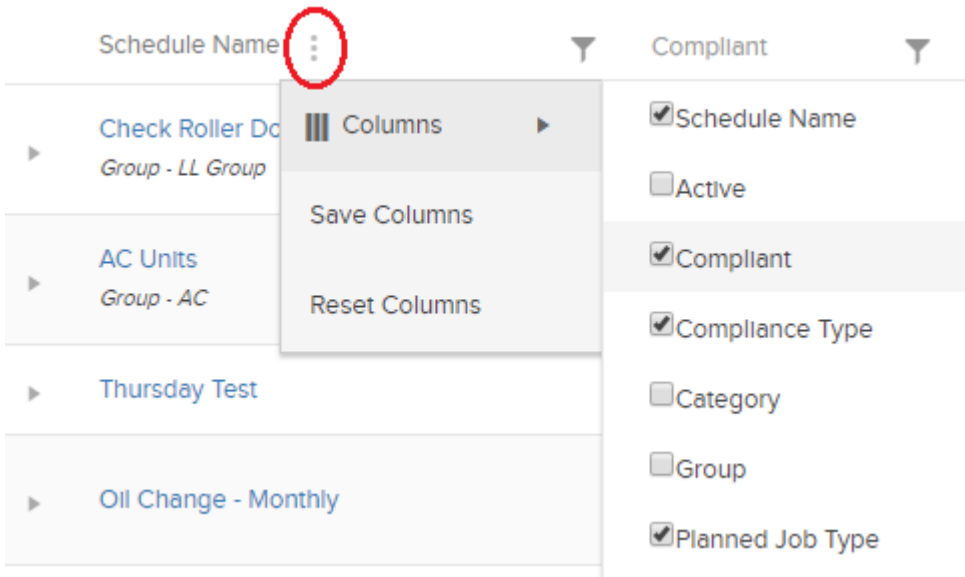 Schedule Name
Compliant
Check Roller Do
Group - LL Group
AC Units
Group - AC
Thursday Test
Oil Change - Monthly
Columns
Save Columns
Reset Columns
Schedule Name
Active
Compliant
Compliance Type
Category
Group
Planned Job Type